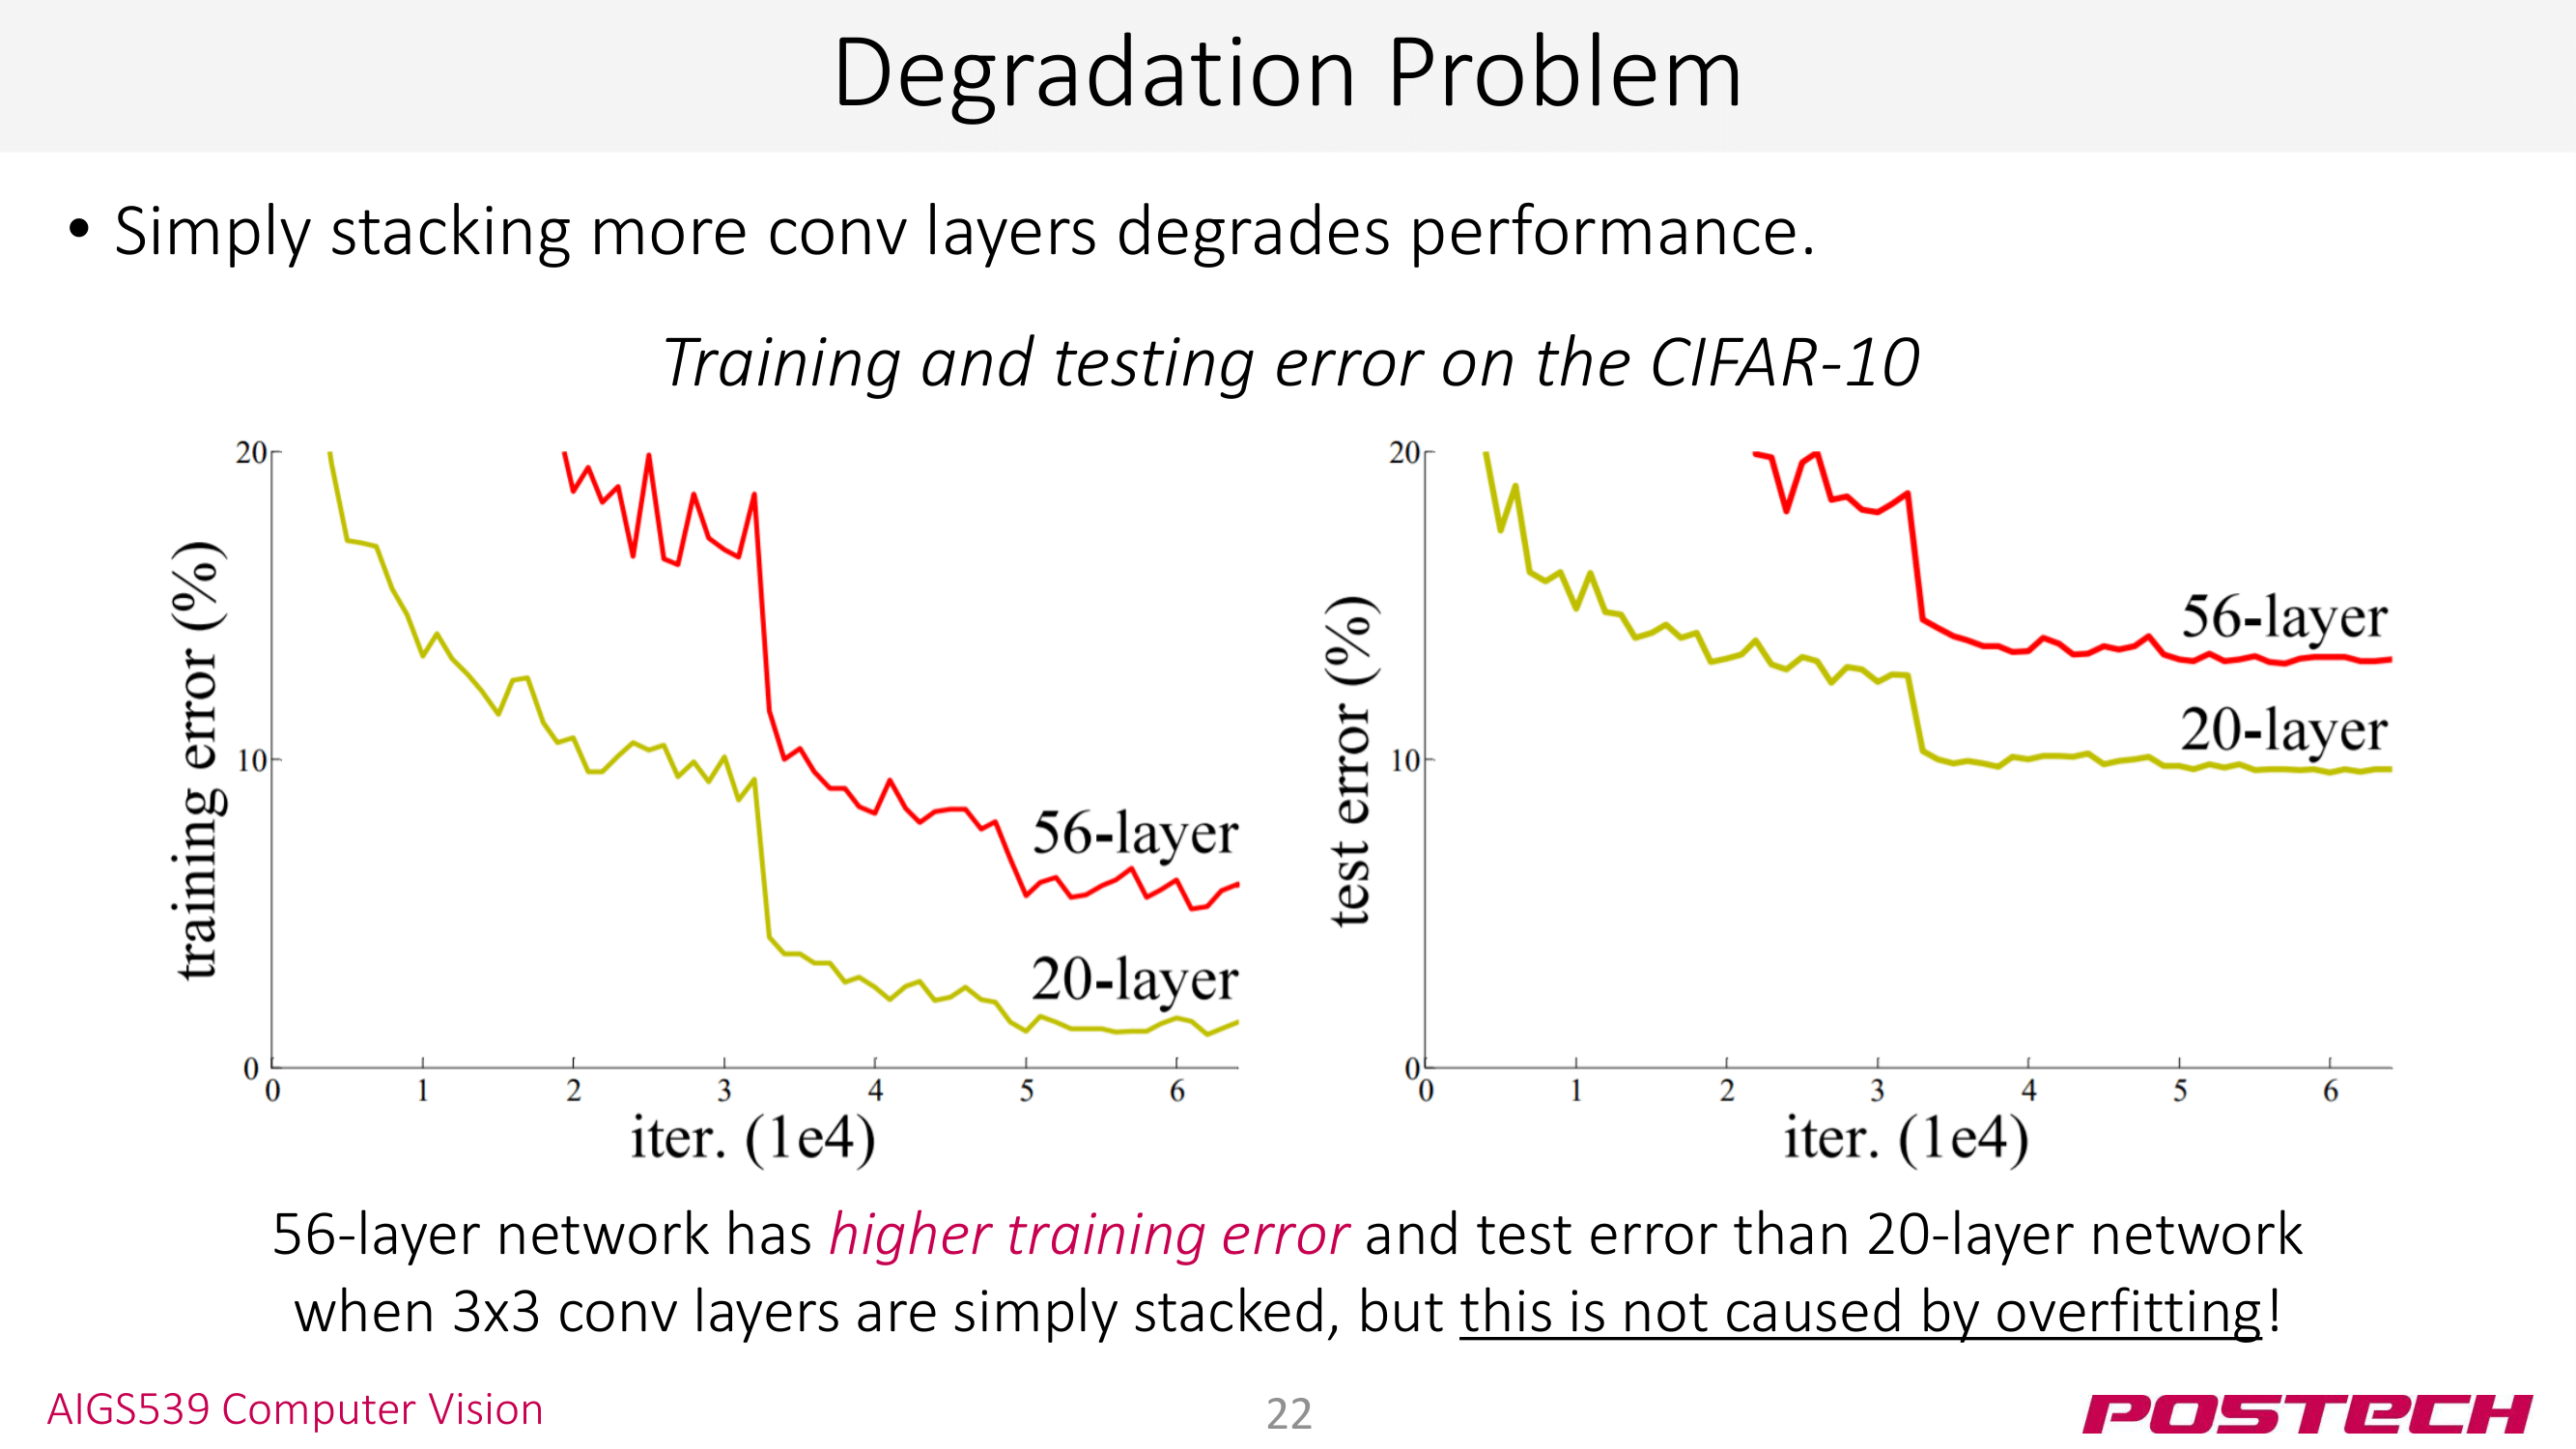 Degradation Problem
• Simply stacking more conv layers degrades performance.
Training and testing error on the CIFAR-10
20
10
0
0 1 2 3 4 5 6
training error (%)
iter. (1e4)
56-layer
20-layer
20
10
0
0 1 2 3 4 5 6
test error (%)
iter. (1e4)
56-layer
20-layer
56-layer network has higher training error and test error than 20-layer network
when 3x3 conv layers are simply stacked, but this is not caused by overfitting!
AIGS539 Computer Vision
22
POSTECH